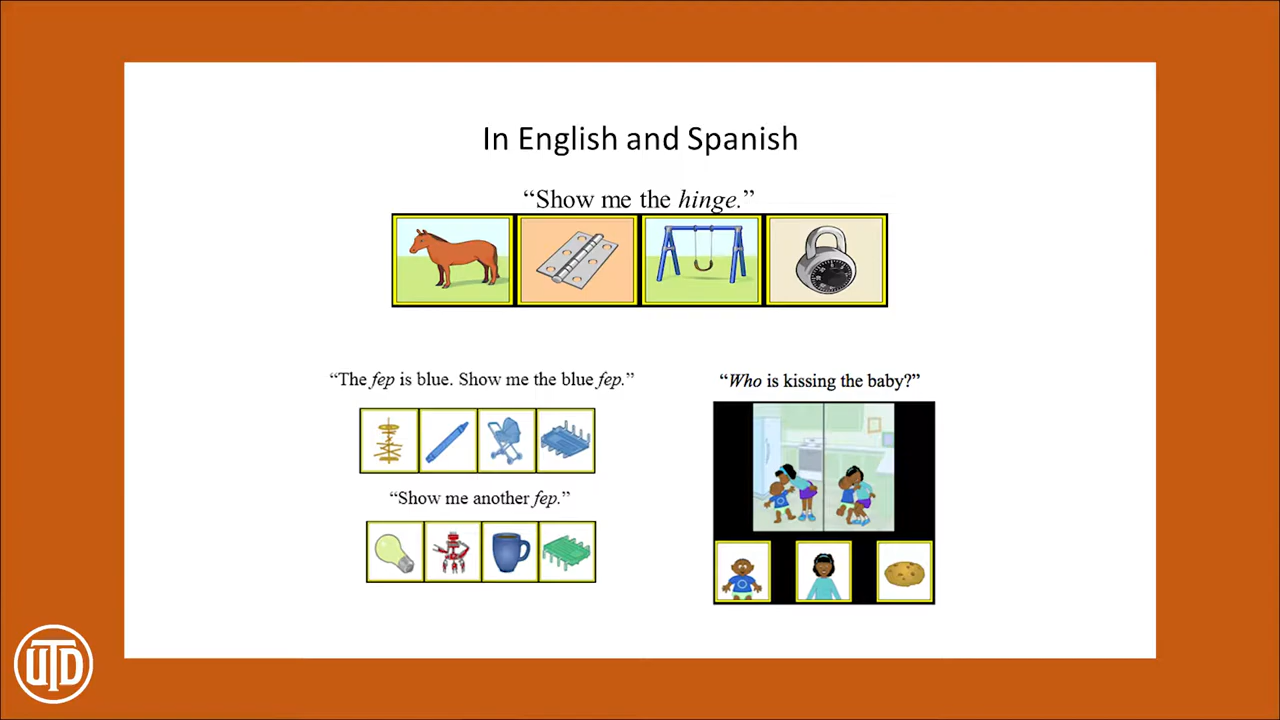 In English and Spanish
“Show me the hinge.”
“The fep is blue. Show me the blue fep.”
“Who is kissing the baby?”
“Show me another fep.”
UTD